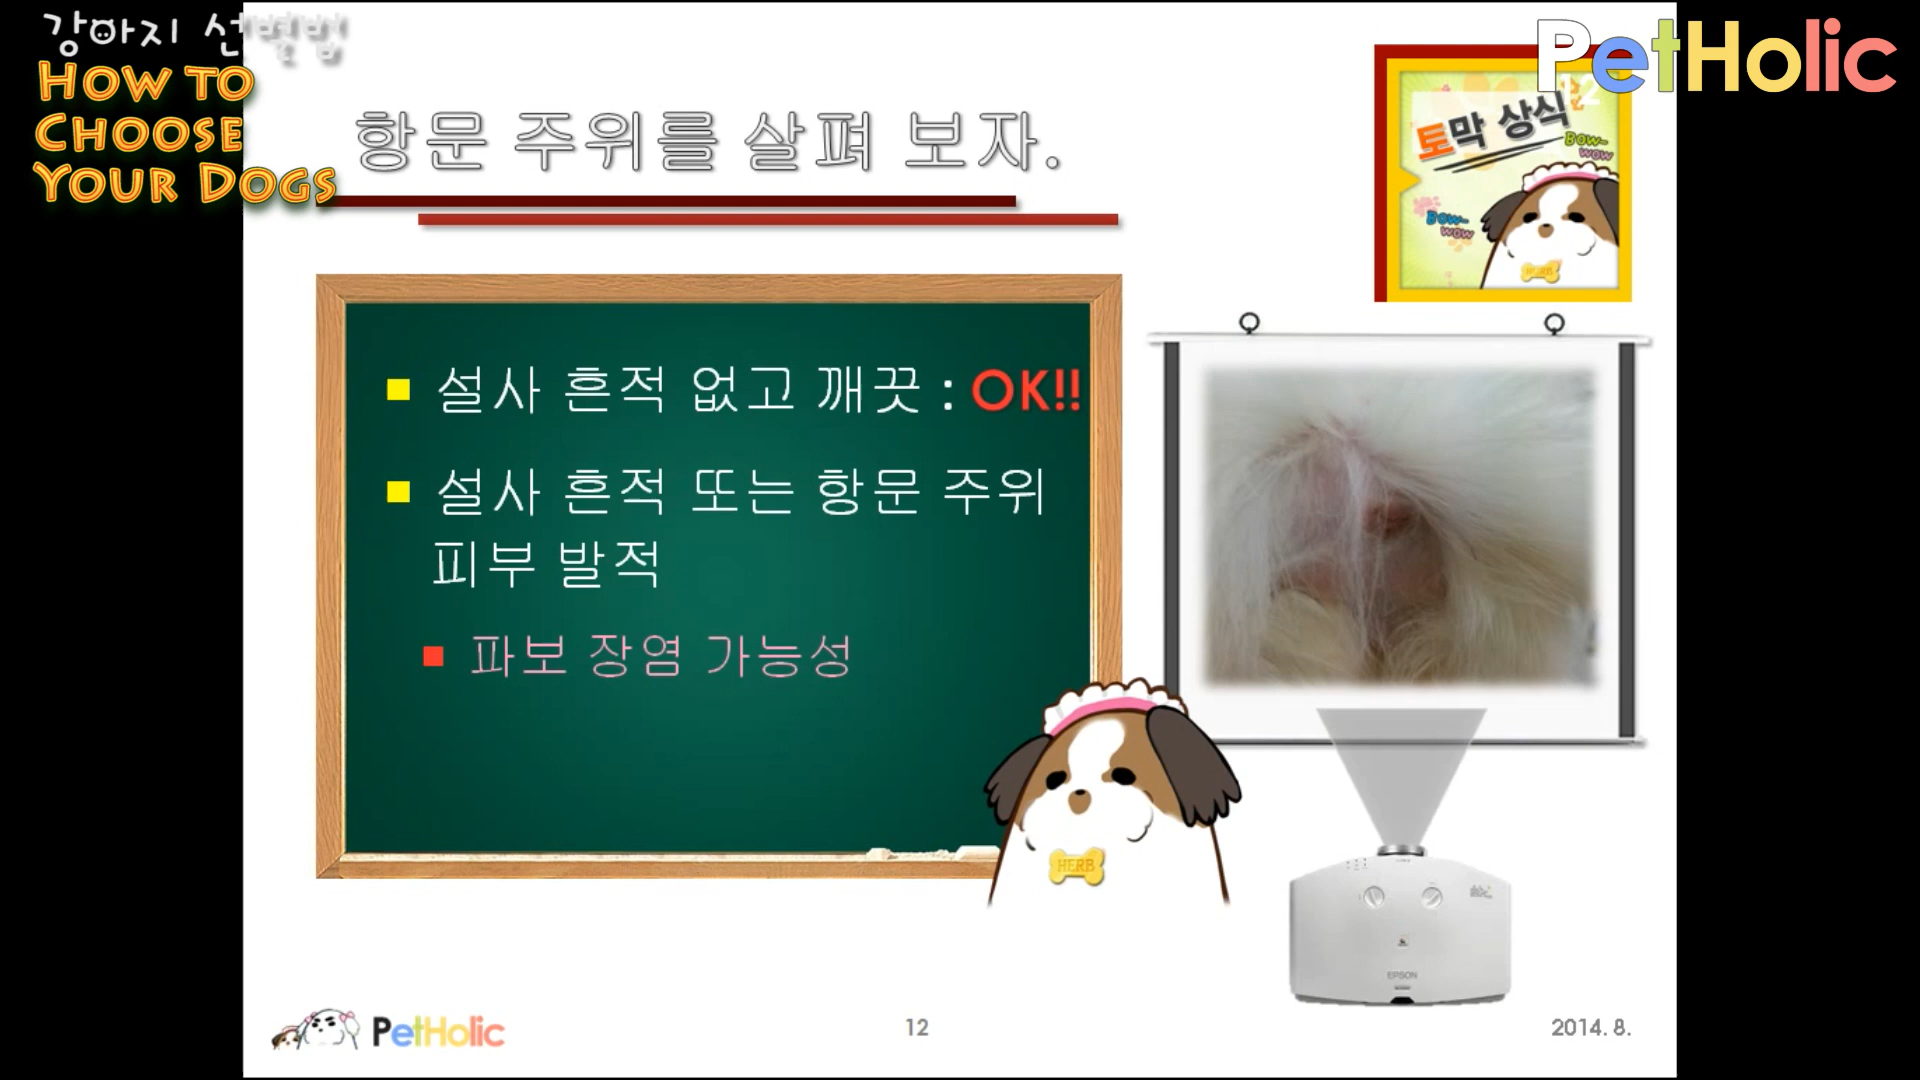 강아지 선별법
HOW TO
CHOOSE
YOUR DOGS
PetHolic
항문 주위를 살펴 보자.
토막 상식
BOW-
WOW
BOW-
WOW
HERB
설사 흔적 없고 깨끗 : OK!!
설사 흔적 또는 항문 주위
피부 발적
파보 장염 가능성
HERB
EPSON
PetHolic
12
2014. 8.